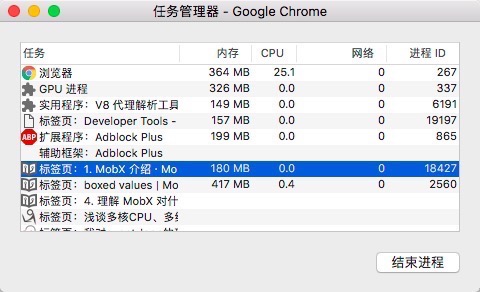 任务管理器 - Google Chrome
任务 内存 CPU 网络 进程 ID
浏览器 364 MB 25.1 0 267
GPU 进程 326 MB 0.0 0 337
实用程序：V8 代理解析工具 149 MB 0.0 0 6191
标签页：Developer Tools - 157 MB 0.0 0 19197
ABP 扩展程序：Adblock Plus 199 MB 0.0 0 865
辅助框架：Adblock Plus
标签页：1. MobX 介绍 · Mo 180 MB 0.0 0 18427
标签页：boxed values | Mo 417 MB 0.4 0 2560
标签页：4. 理解 MobX 对什
标签页：浅谈多核CPU、多
结束进程